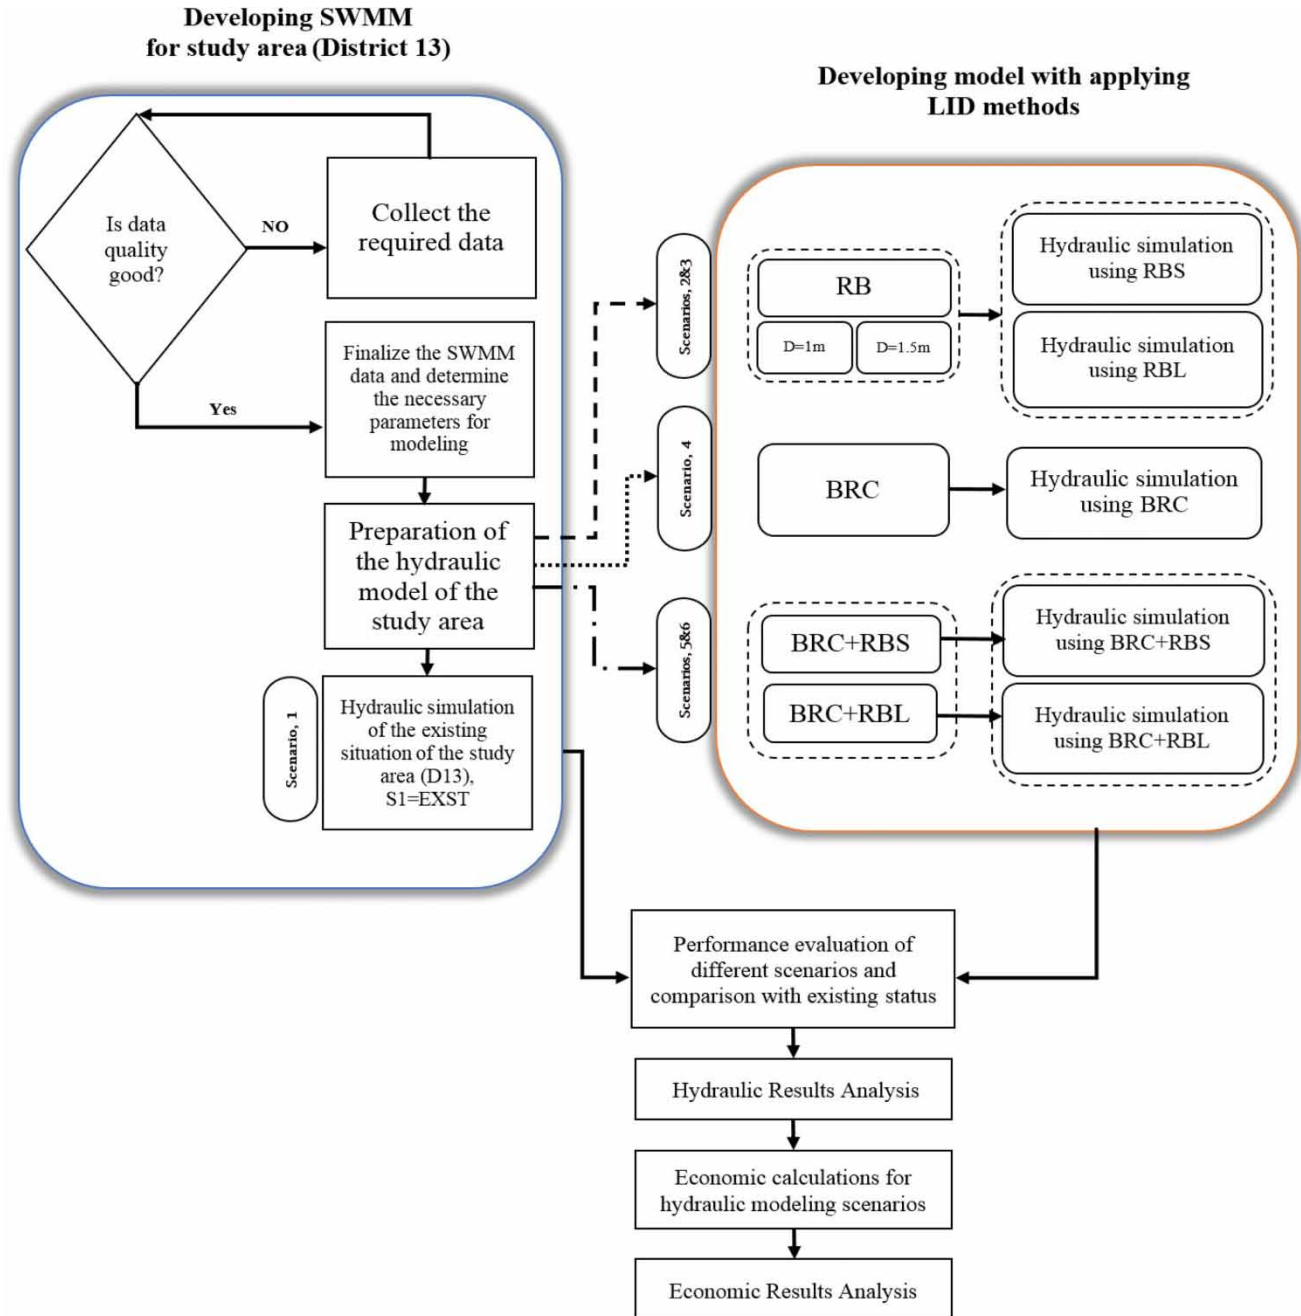 Developing SWMM
for study area (District 13)
Is data
quality
good?
NO
Collect the
required data
Yes
Finalize the SWMM
data and determine
the necessary
parameters for
modeling
Preparation of
the hydraulic
model of the
study area
Scenario, 1
Hydraulic simulation
of the existing
situation of the study
area (D13),
S1=EXST
Developing model with applying
LID methods
Scenarios, 2&3
RB
D=1m
D=1.5m
Hydraulic simulation
using RBS
Hydraulic simulation
using RBL
Scenario, 4
BRC
Hydraulic simulation
using BRC
Scenarios, 5&6
BRC+RBS
Hydraulic simulation
using BRC+RBS
BRC+RBL
Hydraulic simulation
using BRC+RBL
Performance evaluation of
different scenarios and
comparison with existing status
Hydraulic Results Analysis
Economic calculations for
hydraulic modeling scenarios
Economic Results Analysis